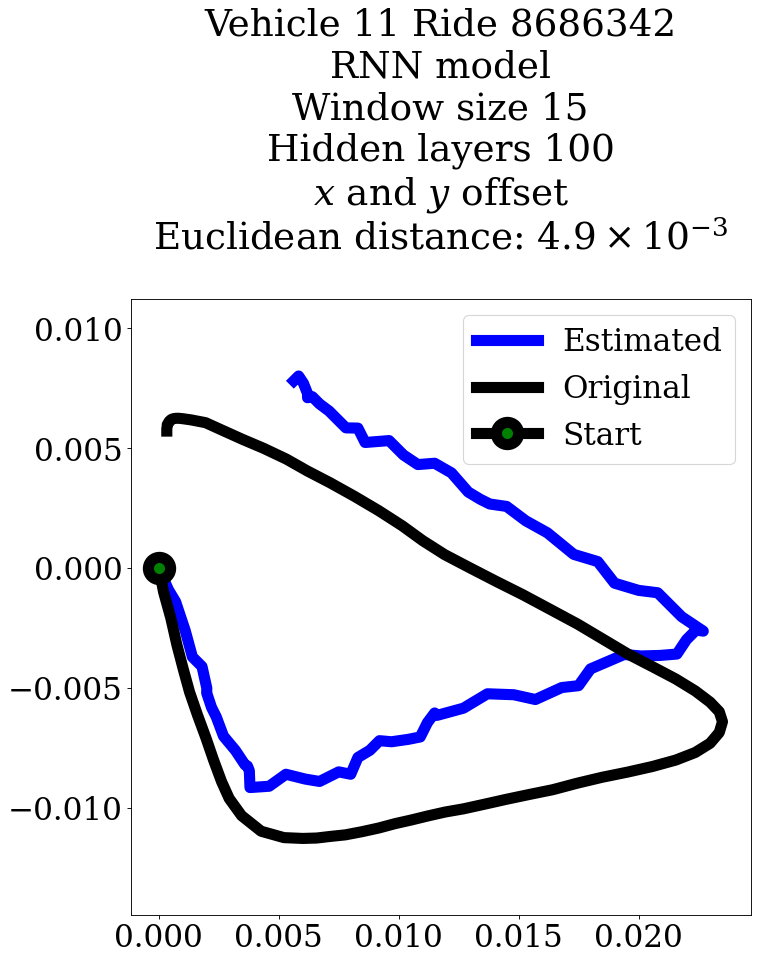 Vehicle 11 Ride 8686342
RNN model
Window size 15
Hidden layers 100
x and y offset
Euclidean distance: 4.9 × 10⁻³
Estimated
Original
Start
0.010
0.005
0.000
−0.005
−0.010
0.000 0.005 0.010 0.015 0.020